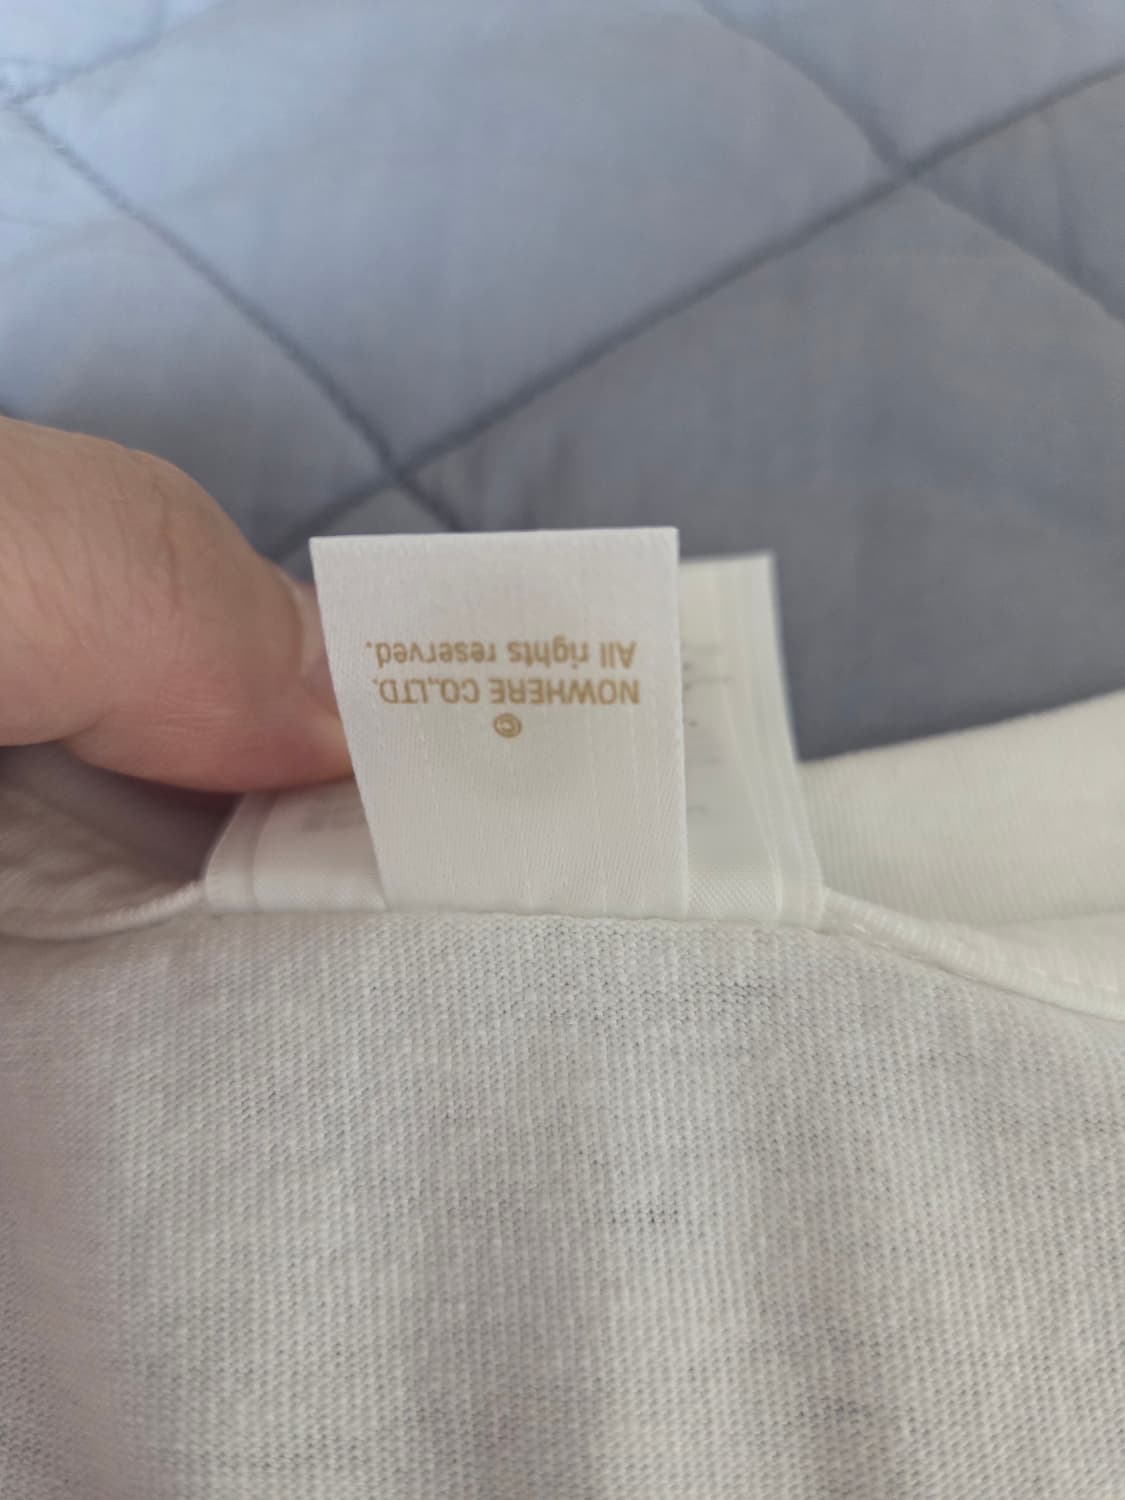 ©
NOWHERE CO.,LTD.
All rights reserved.